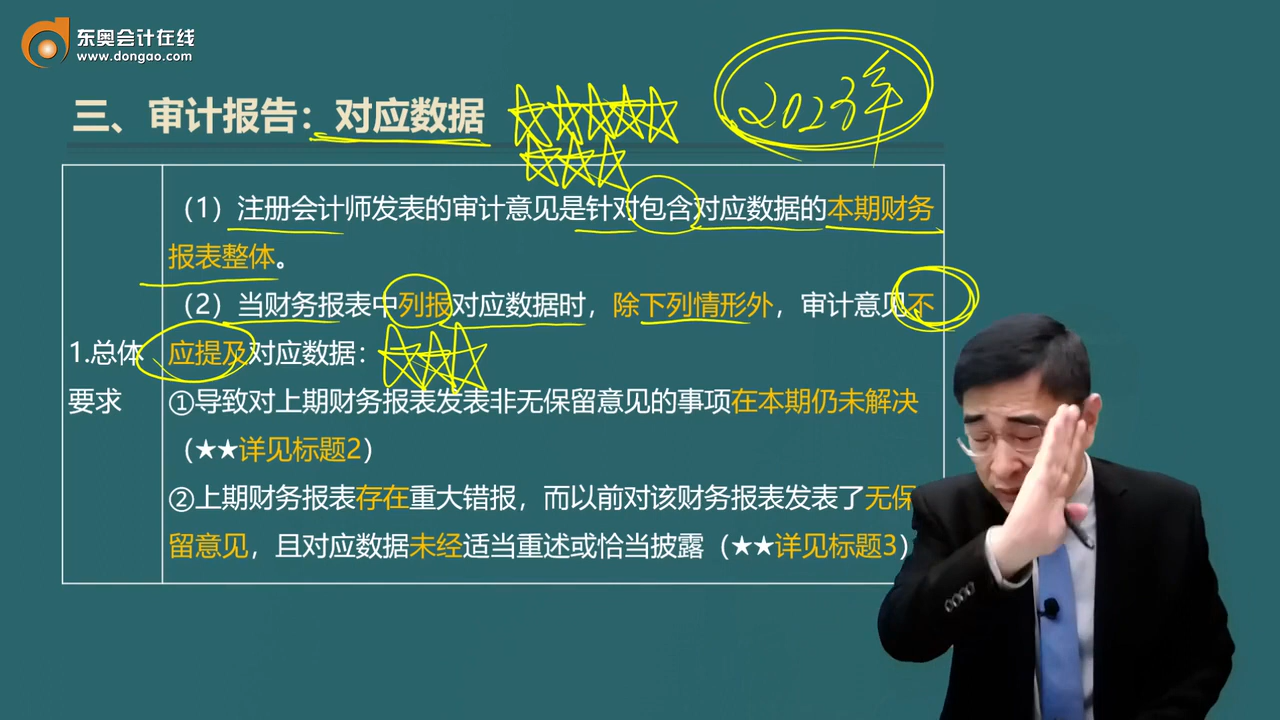 东奥会计在线
www.dongao.com
三、审计报告：对应数据
2023年
（1）注册会计师发表的审计意见是针对包含对应数据的本期财务
报表整体。
（2）当财务报表中列报对应数据时，除下列情形外，审计意见不
1.总体
应提及对应数据：
要求
①导致对上期财务报表发表非无保留意见的事项在本期仍未解决
（★★详见标题2）
②上期财务报表存在重大错报，而以前对该财务报表发表了无保
留意见，且对应数据未经适当重述或恰当披露（★★详见标题3）